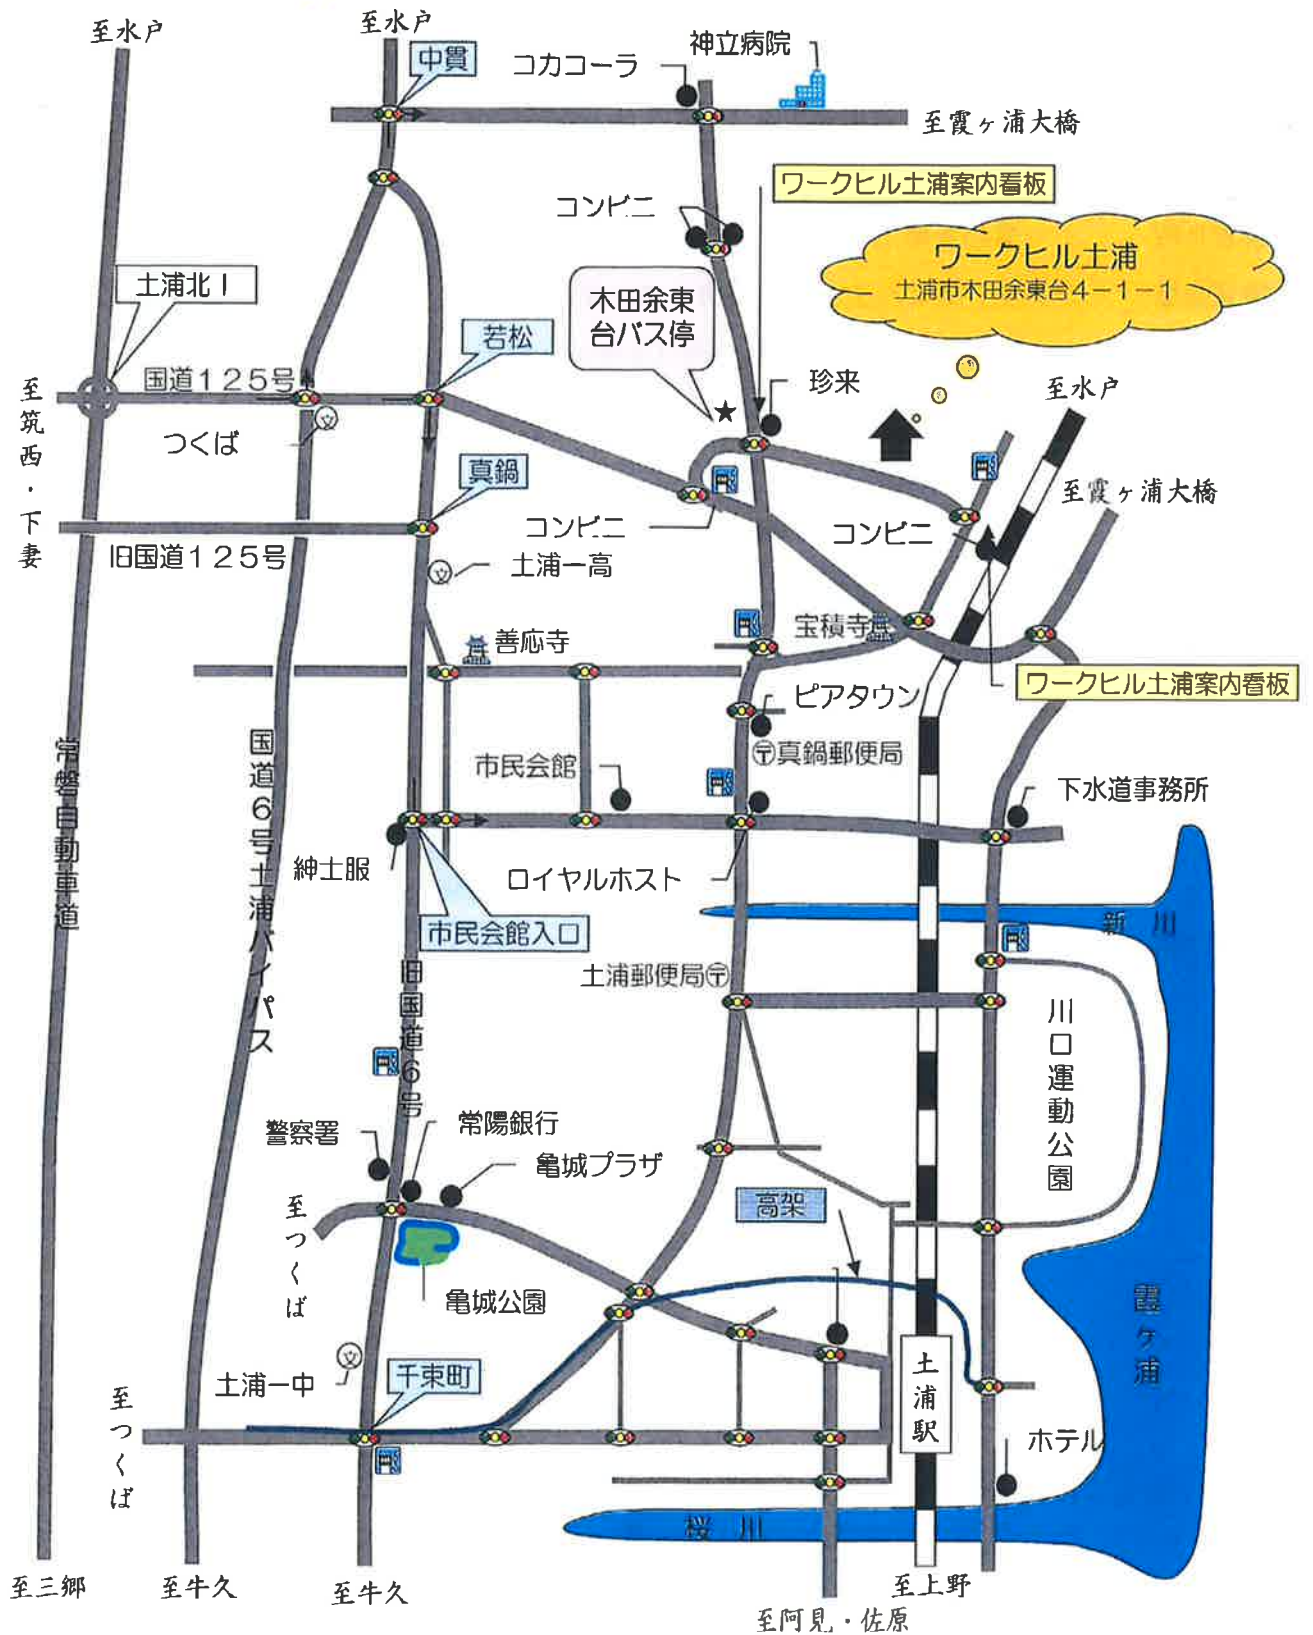 至水戸
至水戸
中貫
コカコーラ
神立病院
至霞ヶ浦大橋
ワークヒル土浦案内看板
コンビニ
ワークヒル土浦
土浦市木田余東台4-1-1
土浦北I
木田余東
台バス停
若松
国道125号
珍来
至水戸
至筑西・下妻
つくば
真鍋
至霞ヶ浦大橋
コンビニ
コンビニ
旧国道125号
土浦一高
宝積寺
善応寺
ワークヒル土浦案内看板
ピアタウン
常磐自動車道
国道6号土浦バイパス
市民会館
〒真鍋郵便局
下水道事務所
紳士服
ロイヤルホスト
市民会館入口
新川
旧国道6号
土浦郵便局〒
川口運動公園
警察署
常陽銀行
亀城プラザ
高架
至つくば
亀城公園
霞ヶ浦
土浦一中
千束町
土浦駅
至つくば
ホテル
桜川
至三郷
至牛久
至牛久
至上野
至阿見・佐原